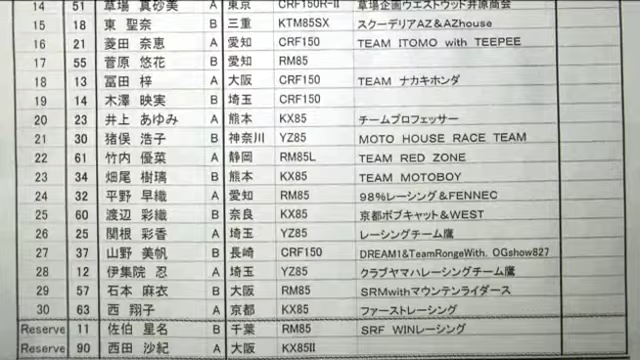 14 51 草場 真砂美 A 東京 CRF150R-II 草場企画ウエストウッド井原商会
15 18 東 聖奈 B 三重 KTM85SX スクーデリアAZ＆AZhouse
16 21 菱田 奈恵 A 愛知 CRF150 TEAM ITOMO with TEEPEE
17 55 菅原 悠花 B 愛知 RM85
18 13 冨田 梓 A 大阪 CRF150 TEAM ナカキホンダ
19 14 木澤 映実 B 埼玉 CRF150
20 23 井上 あゆみ A 熊本 KX85 チームプロフェッサー
21 30 猪俣 浩子 B 神奈川 YZ85 MOTO HOUSE RACE TEAM
22 61 竹内 優菜 A 静岡 RM85L TEAM RED ZONE
23 34 畑尾 樹璃 B 熊本 KX85 TEAM MOTOBOY
24 32 平野 早織 A 愛知 RM85 98%レーシング＆FENNEC
25 60 渡辺 彩織 B 奈良 KX85 京都ボブキャット＆WEST
26 25 関根 彩香 A 埼玉 YZ85 レーシングチーム鷹
27 37 山野 美帆 B 長崎 CRF150 DREAM1&TeamRongeWith. OGshow827
28 12 伊集院 忍 A 埼玉 YZ85 クラブヤマハレーシングチーム鷹
29 57 石本 麻衣 B 大阪 RM85 SRMwithマウンテンライダース
30 63 西 翔子 A 京都 KX85 ファーストレーシング
Reserve 11 佐伯 星名 B 千葉 RM85 SRF WINレーシング
Reserve 90 西田 沙紀 A 大阪 KX85II